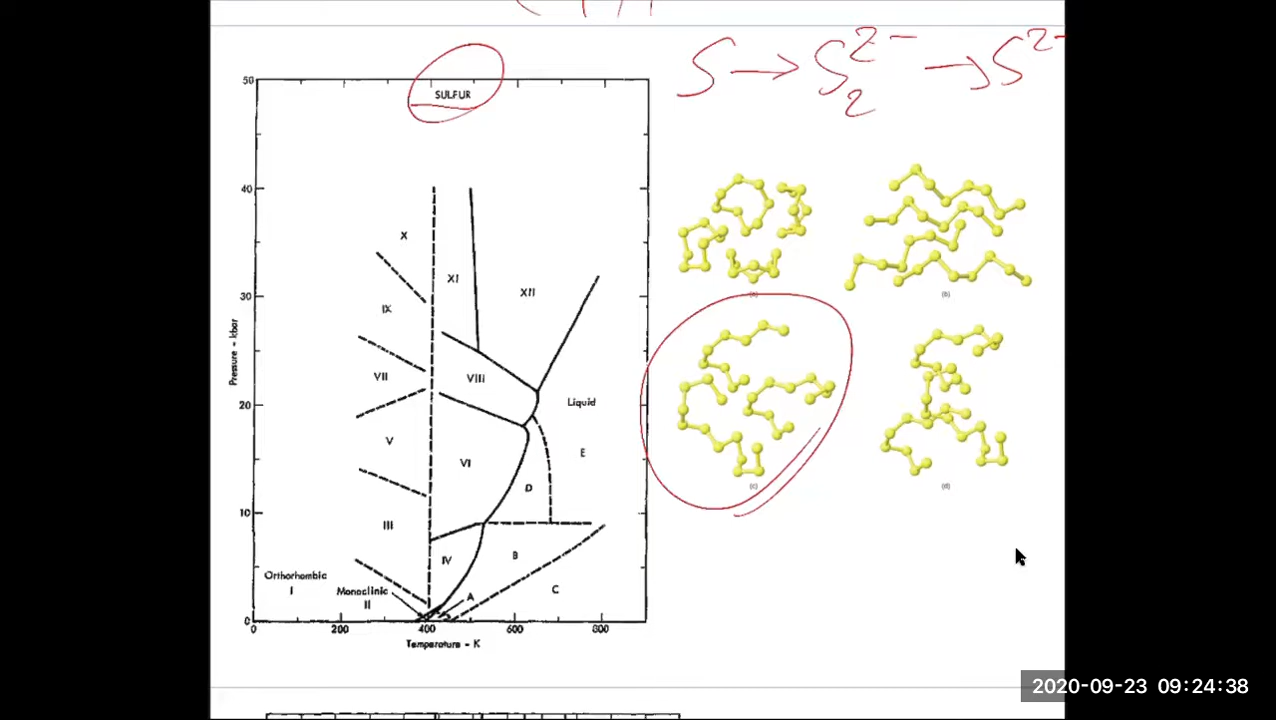 S → S₂²⁻ → S²⁻
50
SULFUR
40
X
XI
XII
30
IX
VII
VIII
Pressure - kbar
20
Liquid
V
VI
E
D
10
III
IV
B
Orthorhombic
I
Monoclinic
II
A
C
0
0 200 400 600 800
Temperature - K
(a)
(b)
(c)
(d)
2020-09-23 09:24:38